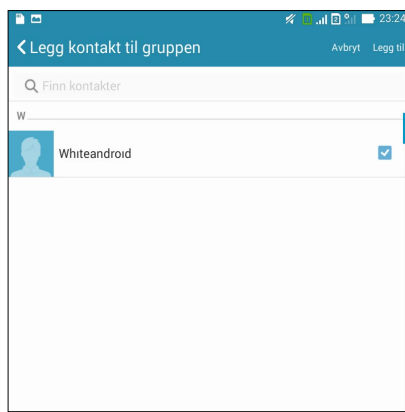 23:24
Legg kontakt til gruppen Avbryt Legg til
Finn kontakter
W
Whiteandroid